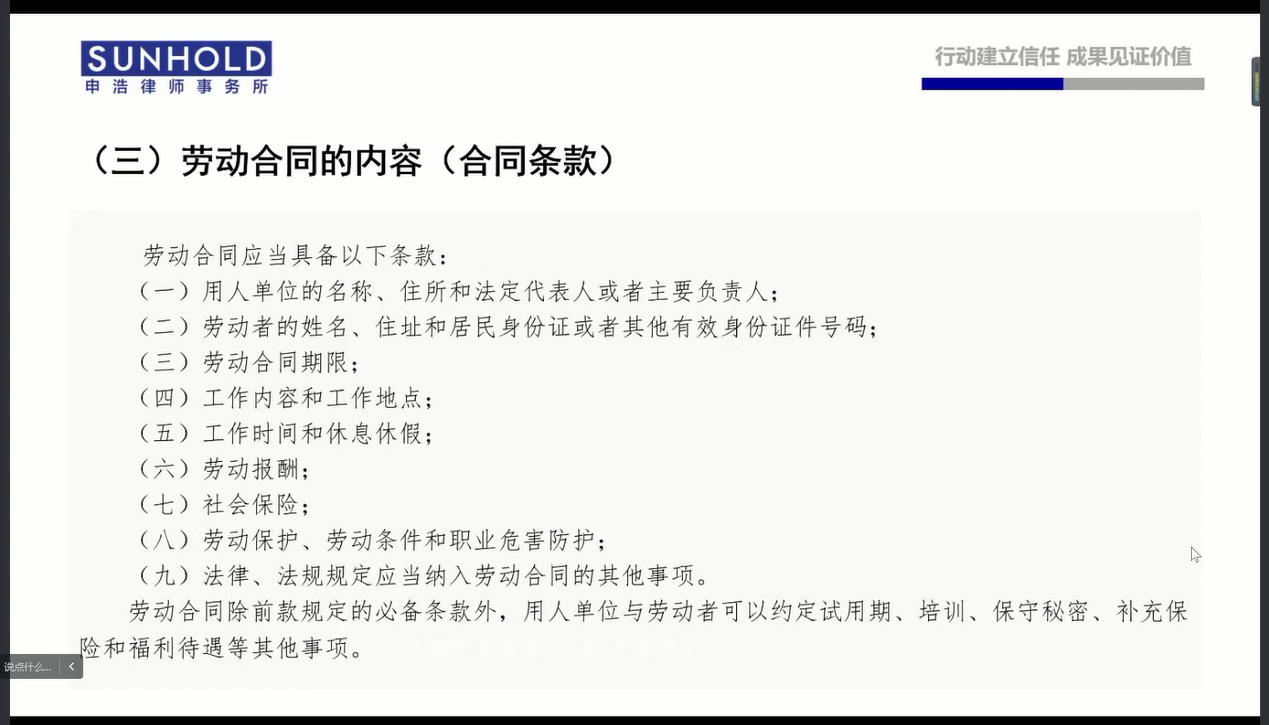 SUNHOLD
申浩律师事务所
行动建立信任 成果见证价值
（三）劳动合同的内容（合同条款）
劳动合同应当具备以下条款：
（一）用人单位的名称、住所和法定代表人或者主要负责人；
（二）劳动者的姓名、住址和居民身份证或者其他有效身份证件号码；
（三）劳动合同期限；
（四）工作内容和工作地点；
（五）工作时间和休息休假；
（六）劳动报酬；
（七）社会保险；
（八）劳动保护、劳动条件和职业危害防护；
（九）法律、法规规定应当纳入劳动合同的其他事项。
劳动合同除前款规定的必备条款外，用人单位与劳动者可以约定试用期、培训、保守秘密、补充保
险和福利待遇等其他事项。
说点什么...